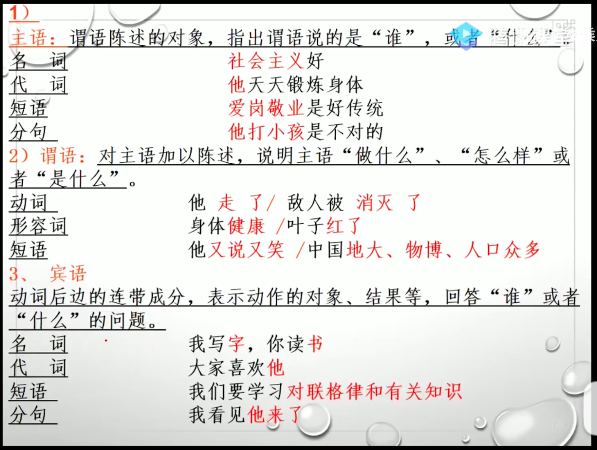 1）
主语：谓语陈述的对象，指出谓语说的是“谁”，或者“什么”。
名 词 社会主义好
代 词 他天天锻炼身体
短语 爱岗敬业是好传统
分句 他打小孩是不对的
2）谓语：对主语加以陈述，说明主语“做什么”、“怎么样”或
者“是什么”。
动词 他 走 了/ 敌人被 消灭 了
形容词 身体健康 /叶子红了
短语 他又说又笑 /中国地大、物博、人口众多
3、 宾语
动词后边的连带成分，表示动作的对象、结果等，回答“谁”或者
“什么”的问题。
名 词 我写字，你读书
代 词 大家喜欢他
短语 我们要学习对联格律和有关知识
分句 我看见他来了